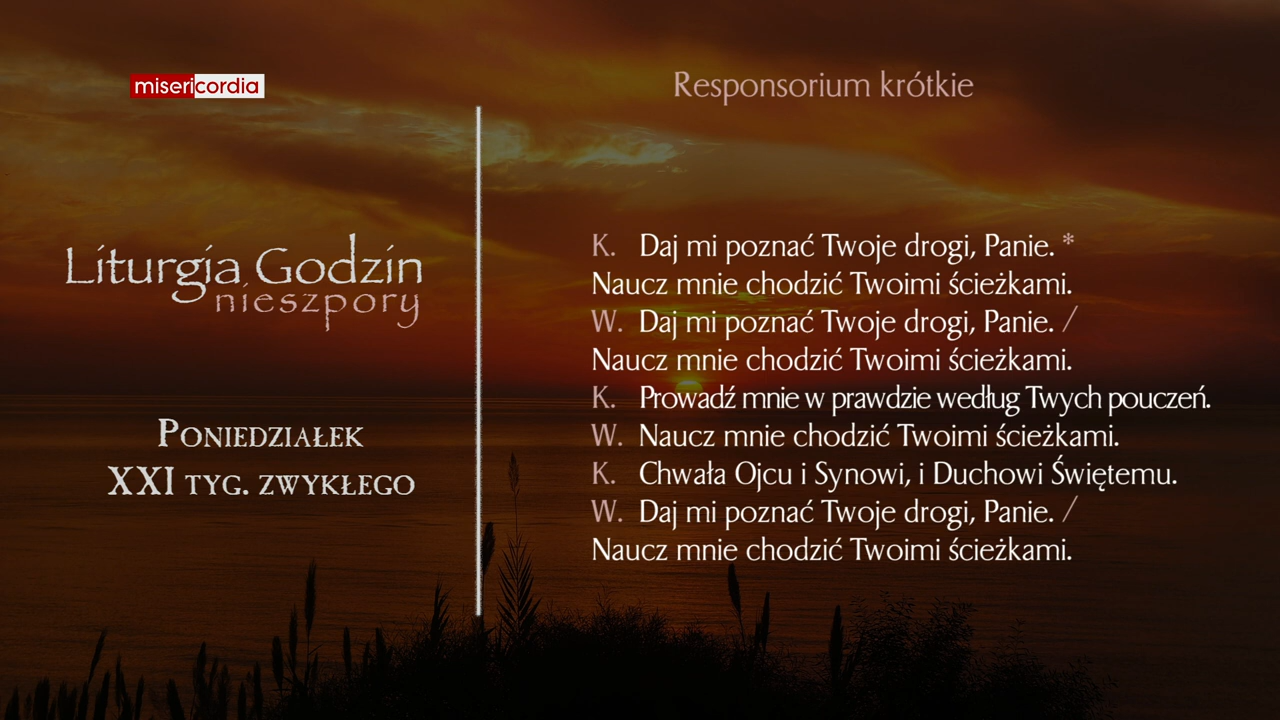 misericordia
Liturgia Godzin
nieszpory
Poniedziałek
XXI tyg. zwykłego
Responsorium krótkie
K. Daj mi poznać Twoje drogi, Panie. *
Naucz mnie chodzić Twoimi ścieżkami.
W. Daj mi poznać Twoje drogi, Panie. /
Naucz mnie chodzić Twoimi ścieżkami.
K. Prowadź mnie w prawdzie według Twych pouczeń.
W. Naucz mnie chodzić Twoimi ścieżkami.
K. Chwała Ojcu i Synowi, i Duchowi Świętemu.
W. Daj mi poznać Twoje drogi, Panie. /
Naucz mnie chodzić Twoimi ścieżkami.